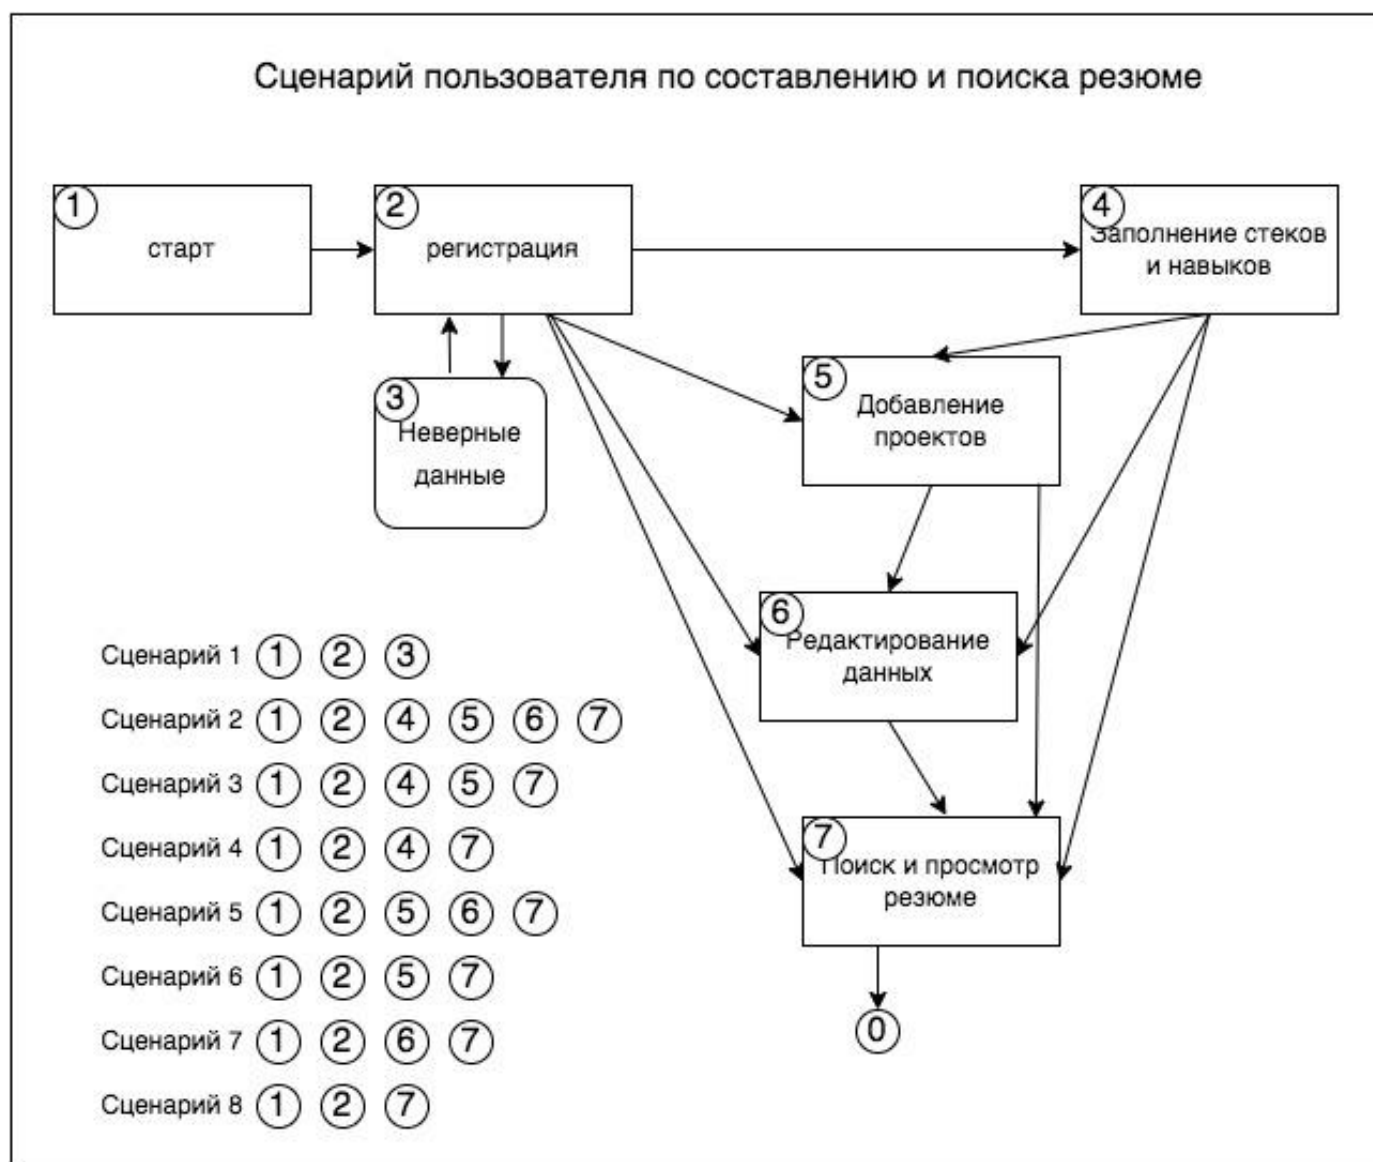 Сценарий пользователя по составлению и поиска резюме
1
старт
2
регистрация
4
Заполнение стеков
и навыков
3
Неверные
данные
5
Добавление
проектов
6
Редактирование
данных
7
Поиск и просмотр
резюме
0
Сценарий 1 1 2 3
Сценарий 2 1 2 4 5 6 7
Сценарий 3 1 2 4 5 7
Сценарий 4 1 2 4 7
Сценарий 5 1 2 5 6 7
Сценарий 6 1 2 5 7
Сценарий 7 1 2 6 7
Сценарий 8 1 2 7